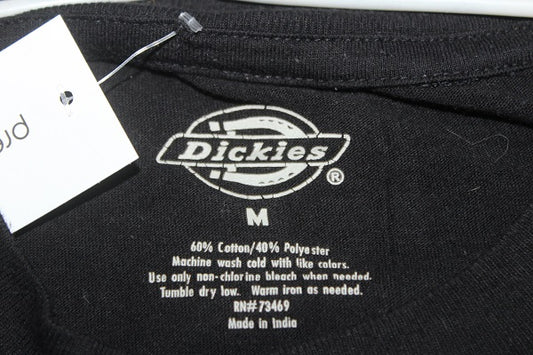 Dickies
®
M
60% Cotton/40% Polyester
Machine wash cold with like colors.
Use only non-chlorine bleach when needed.
Tumble dry low. Warm iron as needed.
RN#73469
Made in India
pre